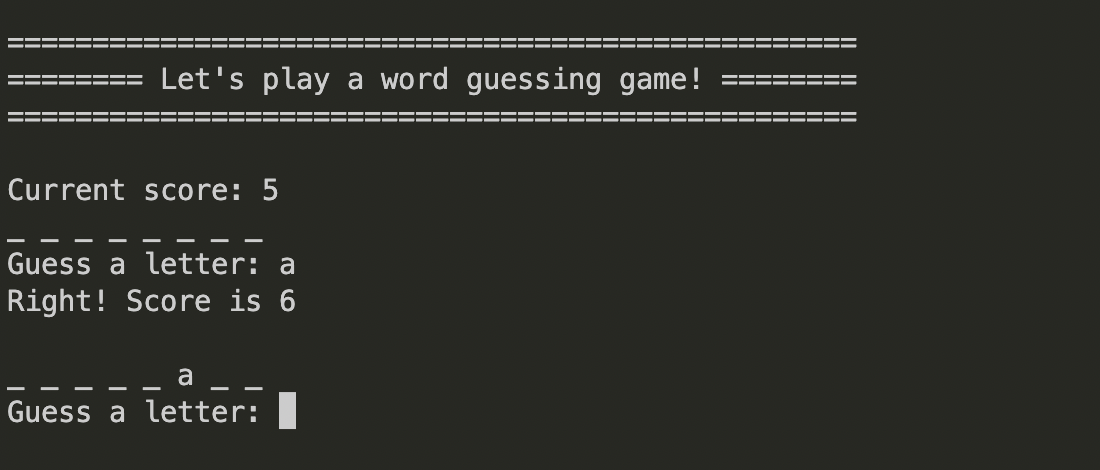 ==================================================
======== Let's play a word guessing game! ========
==================================================
Current score: 5
_ _ _ _ _ _ _ _
Guess a letter: a
Right! Score is 6
_ _ _ _ _ a _ _
Guess a letter: